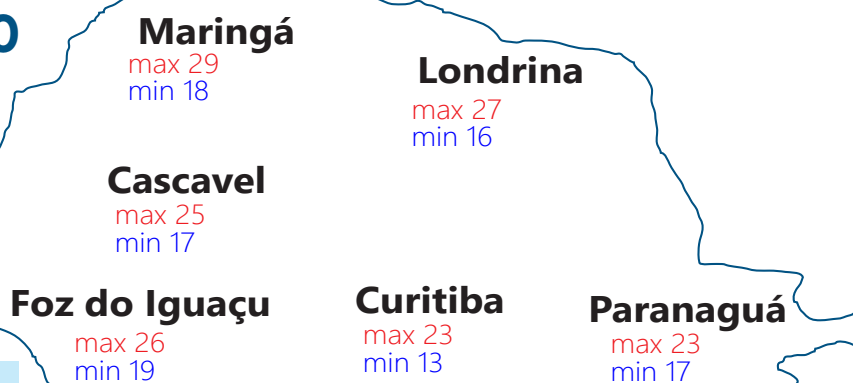 Maringá
max 29
min 18
Londrina
max 27
min 16
Cascavel
max 25
min 17
Foz do Iguaçu
max 26
min 19
Curitiba
max 23
min 13
Paranaguá
max 23
min 17